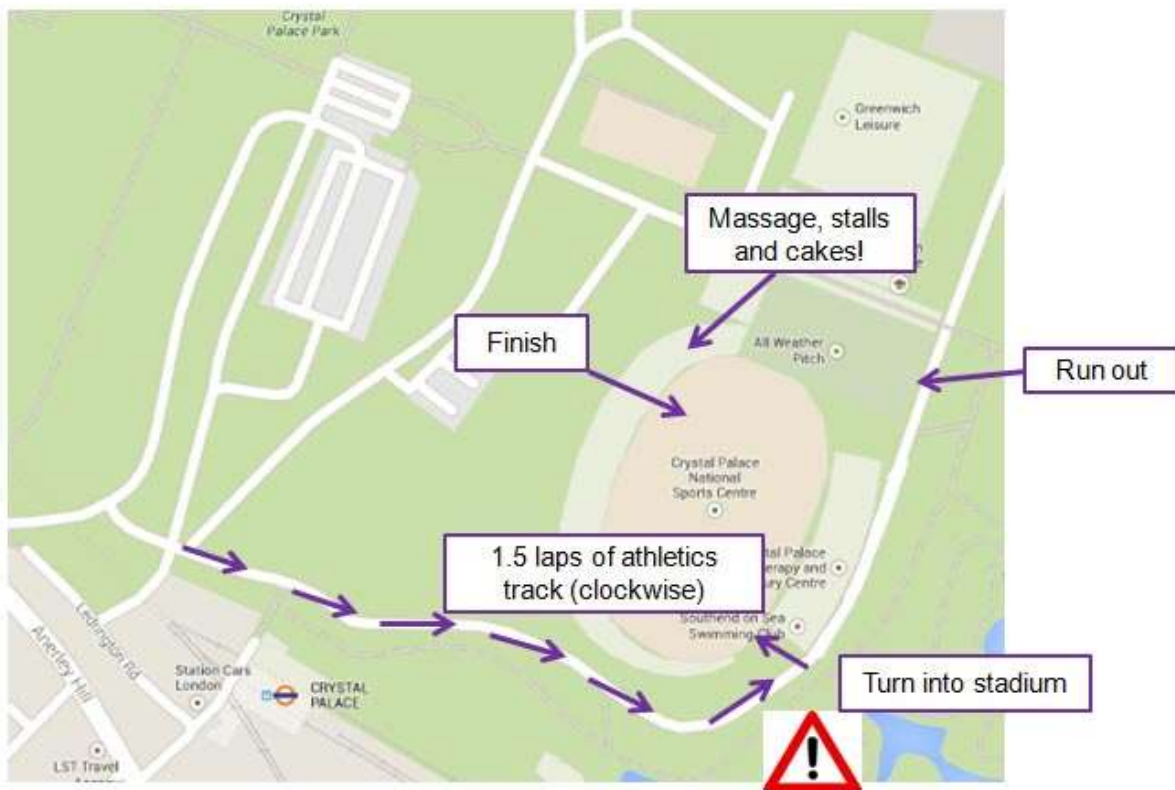 Crystal
Palace Park
Greenwich
Leisure
Massage, stalls
and cakes!
Finish
All Weather
Pitch
Run out
Crystal Palace
National
Sports Centre
1.5 laps of athletics
track (clockwise)
Palace
Centre
Southend on Sea
Swimming Club
Turn into stadium
Ledrington Rd
Anerley Hill
Station Cars
London
CRYSTAL
PALACE
LST Travel